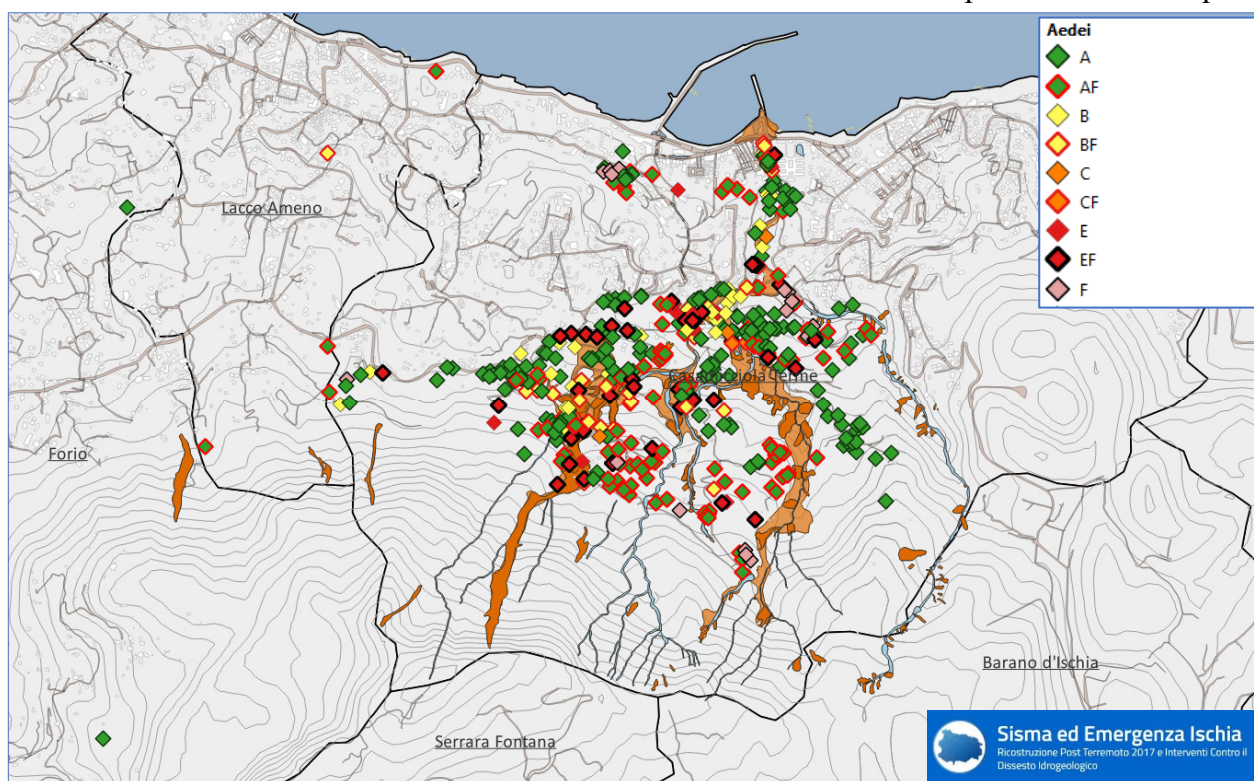 Aedei
A
AF
B
BF
C
CF
E
EF
F
Lacco Ameno
Forio
Barano d'Ischia
Serrara Fontana
Sisma ed Emergenza Ischia
Ricostruzione Post Terremoto 2017 e Interventi Contro il
Dissesto Idrogeologico